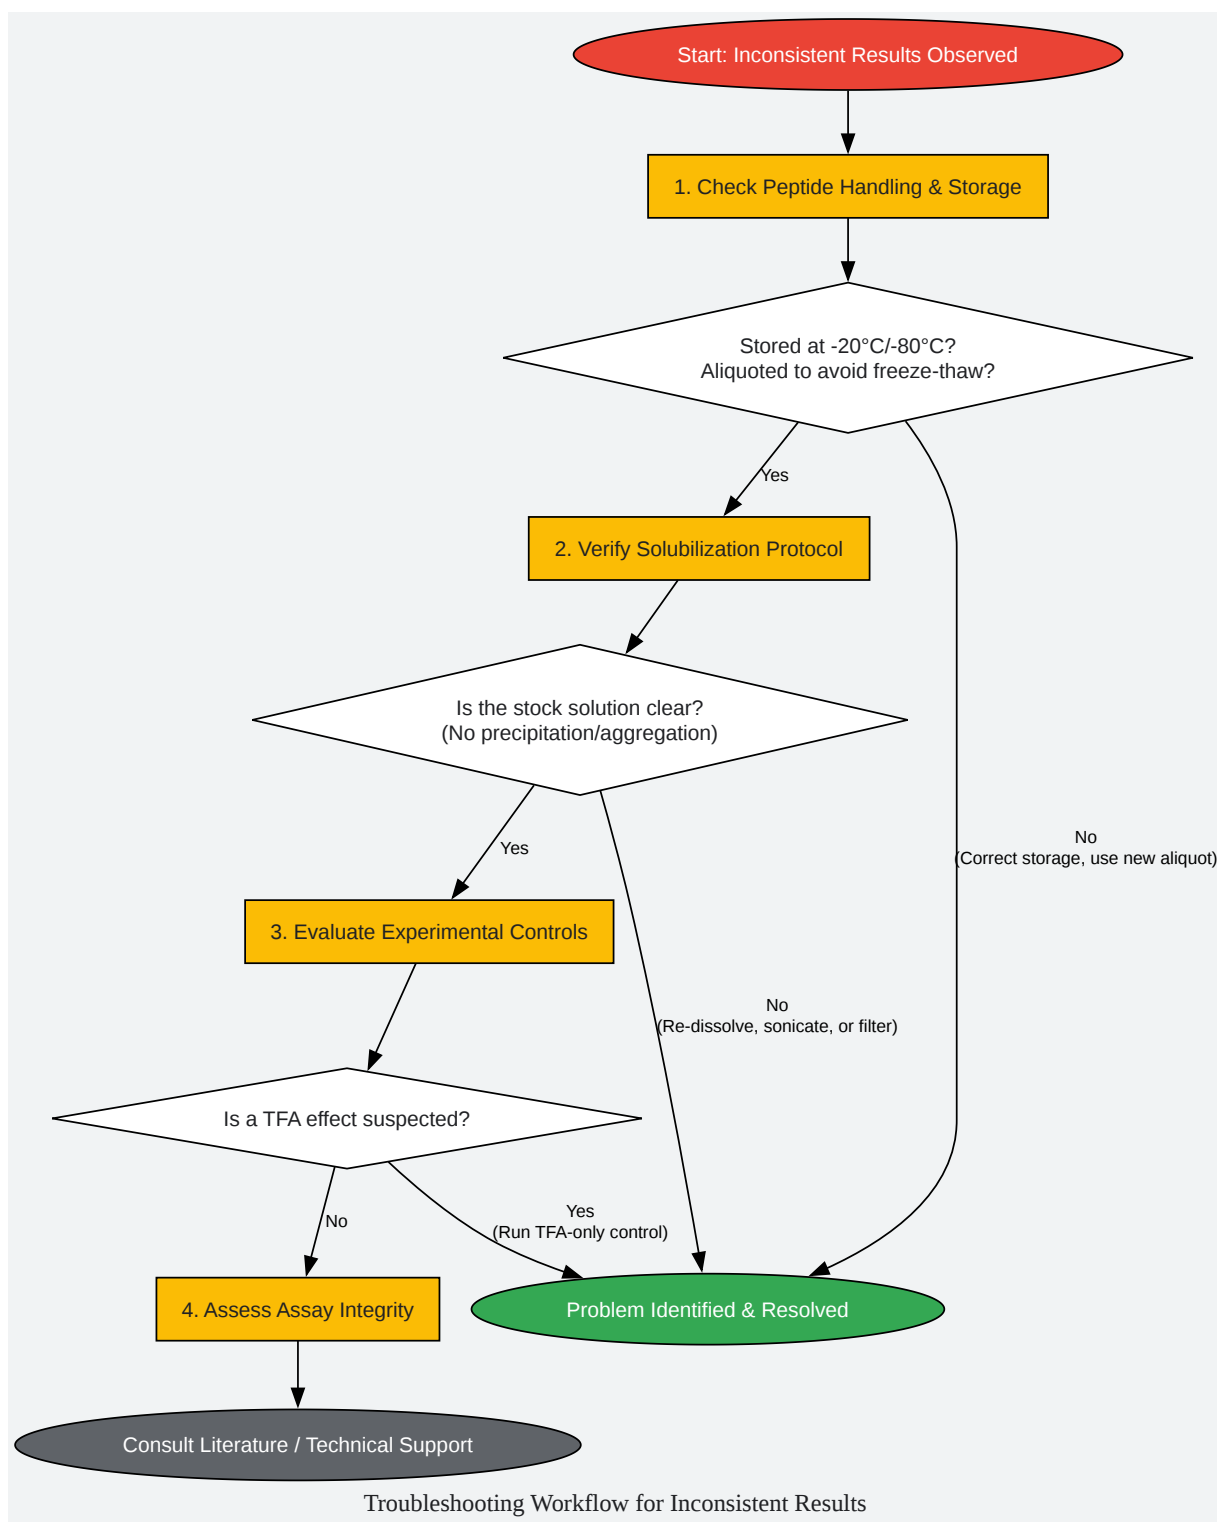 Start: Inconsistent Results Observed
1. Check Peptide Handling & Storage
Stored at -20°C/-80°C?
Aliquoted to avoid freeze-thaw?
Yes
2. Verify Solubilization Protocol
Is the stock solution clear?
(No precipitation/aggregation)
No
(Correct storage, use new aliquot)
Yes
3. Evaluate Experimental Controls
No
(Re-dissolve, sonicate, or filter)
Is a TFA effect suspected?
Yes
(Run TFA-only control)
No
4. Assess Assay Integrity
Problem Identified & Resolved
Consult Literature / Technical Support
Troubleshooting Workflow for Inconsistent Results